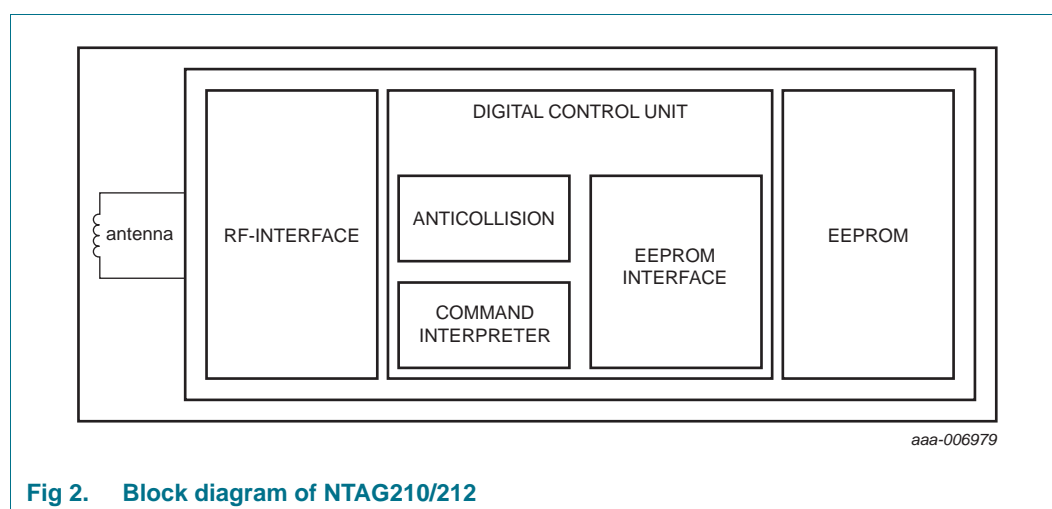 antenna
RF-INTERFACE
DIGITAL CONTROL UNIT
ANTICOLLISION
COMMAND
INTERPRETER
EEPROM
INTERFACE
EEPROM
aaa-006979
Fig 2. Block diagram of NTAG210/212